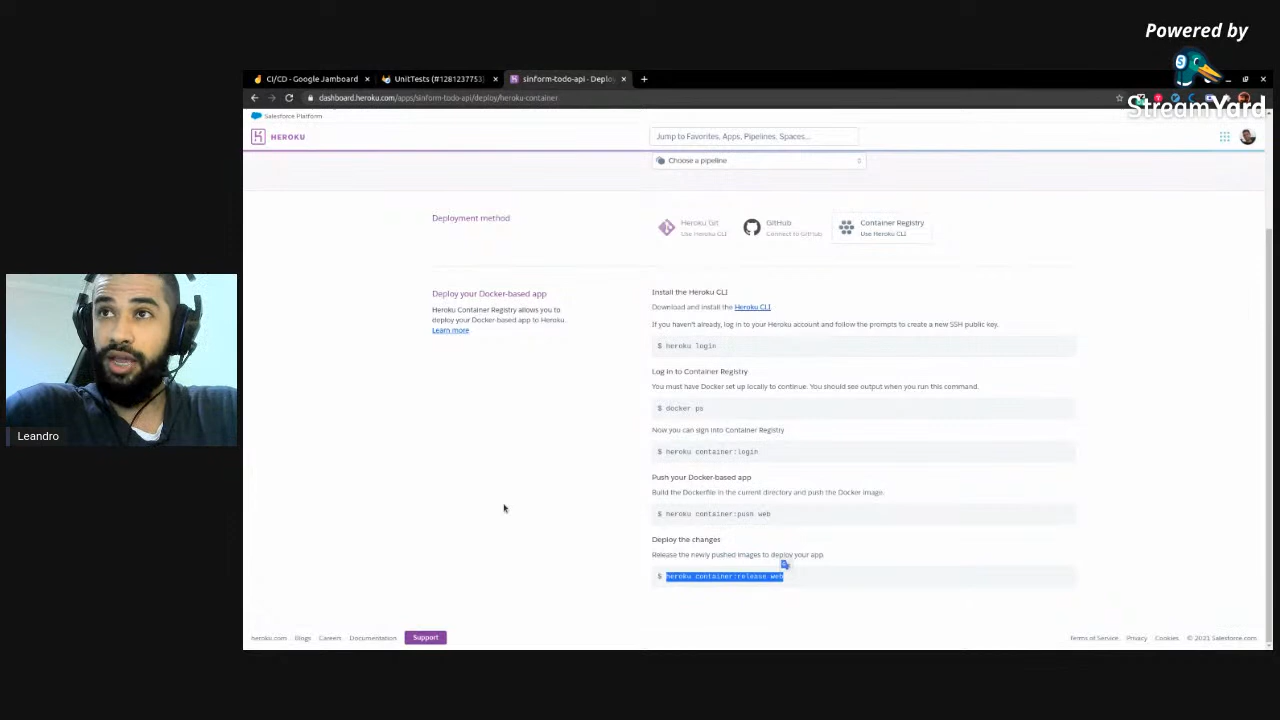 Powered by
StreamYard
CI/CD - Google Jamboard
UnitTests (#1281237753)
sinform-todo-api - Deplo
dashboard.heroku.com/apps/sinform-todo-api/deploy/heroku-container
Salesforce Platform
HEROKU
Jump to Favorites, Apps, Pipelines, Spaces...
Choose a pipeline
Deployment method
Heroku Git
Use Heroku CLI
GitHub
Connect to GitHub
Container Registry
Use Heroku CLI
Deploy your Docker-based app
Heroku Container Registry allows you to
deploy your Docker-based app to Heroku.
Learn more
Install the Heroku CLI
Download and install the Heroku CLI.
If you haven't already, log in to your Heroku account and follow the prompts to create a new SSH public key.
$ heroku login
Log in to Container Registry
You must have Docker set up locally to continue. You should see output when you run this command.
$ docker ps
Now you can sign into Container Registry
$ heroku container:login
Push your Docker-based app
Build the Dockerfile in the current directory and push the Docker image.
$ heroku container:push web
Deploy the changes
Release the newly pushed images to deploy your app.
$ heroku container:release web
Leandro
heroku.com
Blogs
Careers
Documentation
Support
Terms of Service
Privacy
Cookies
© 2021 Salesforce.com